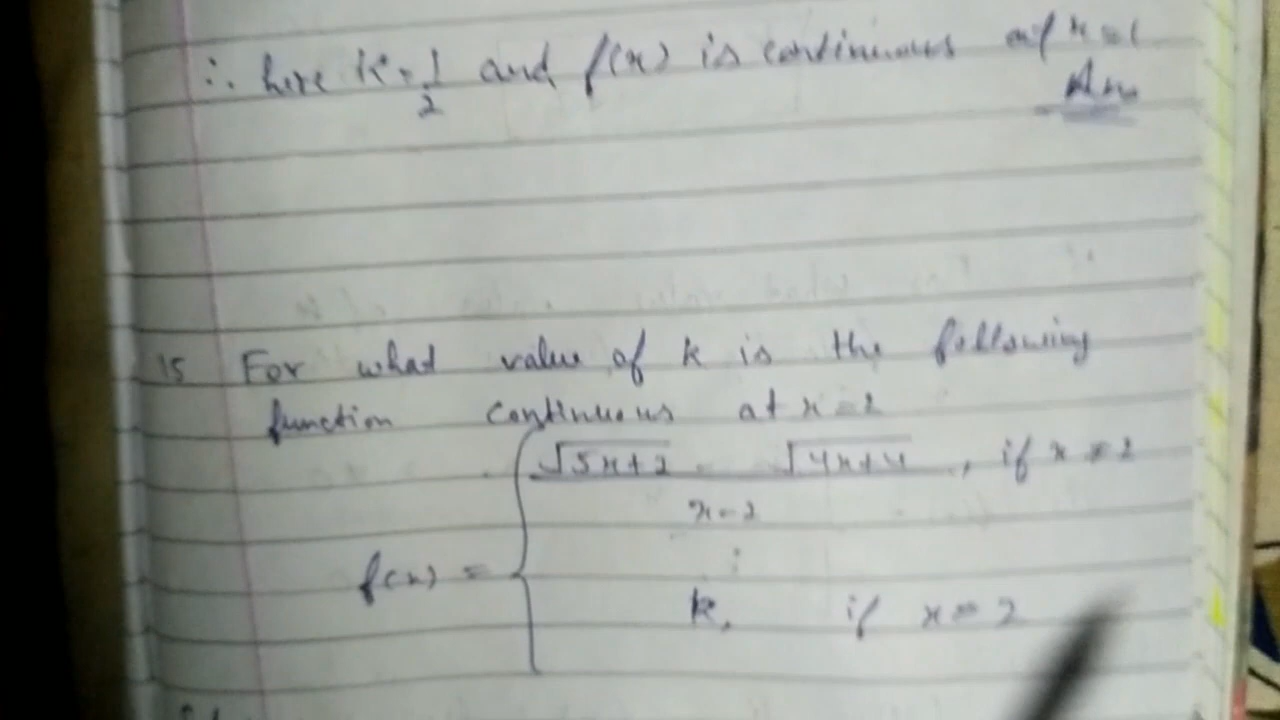 ∴ here K = 1/2 and f(x) is continuous at x = 1
Ans
15 For what value of k is the following
function continuous at x = 2
√5x+2 - √4x+4 , if x ≠ 2
x-2
f(x) =
k, if x = 2